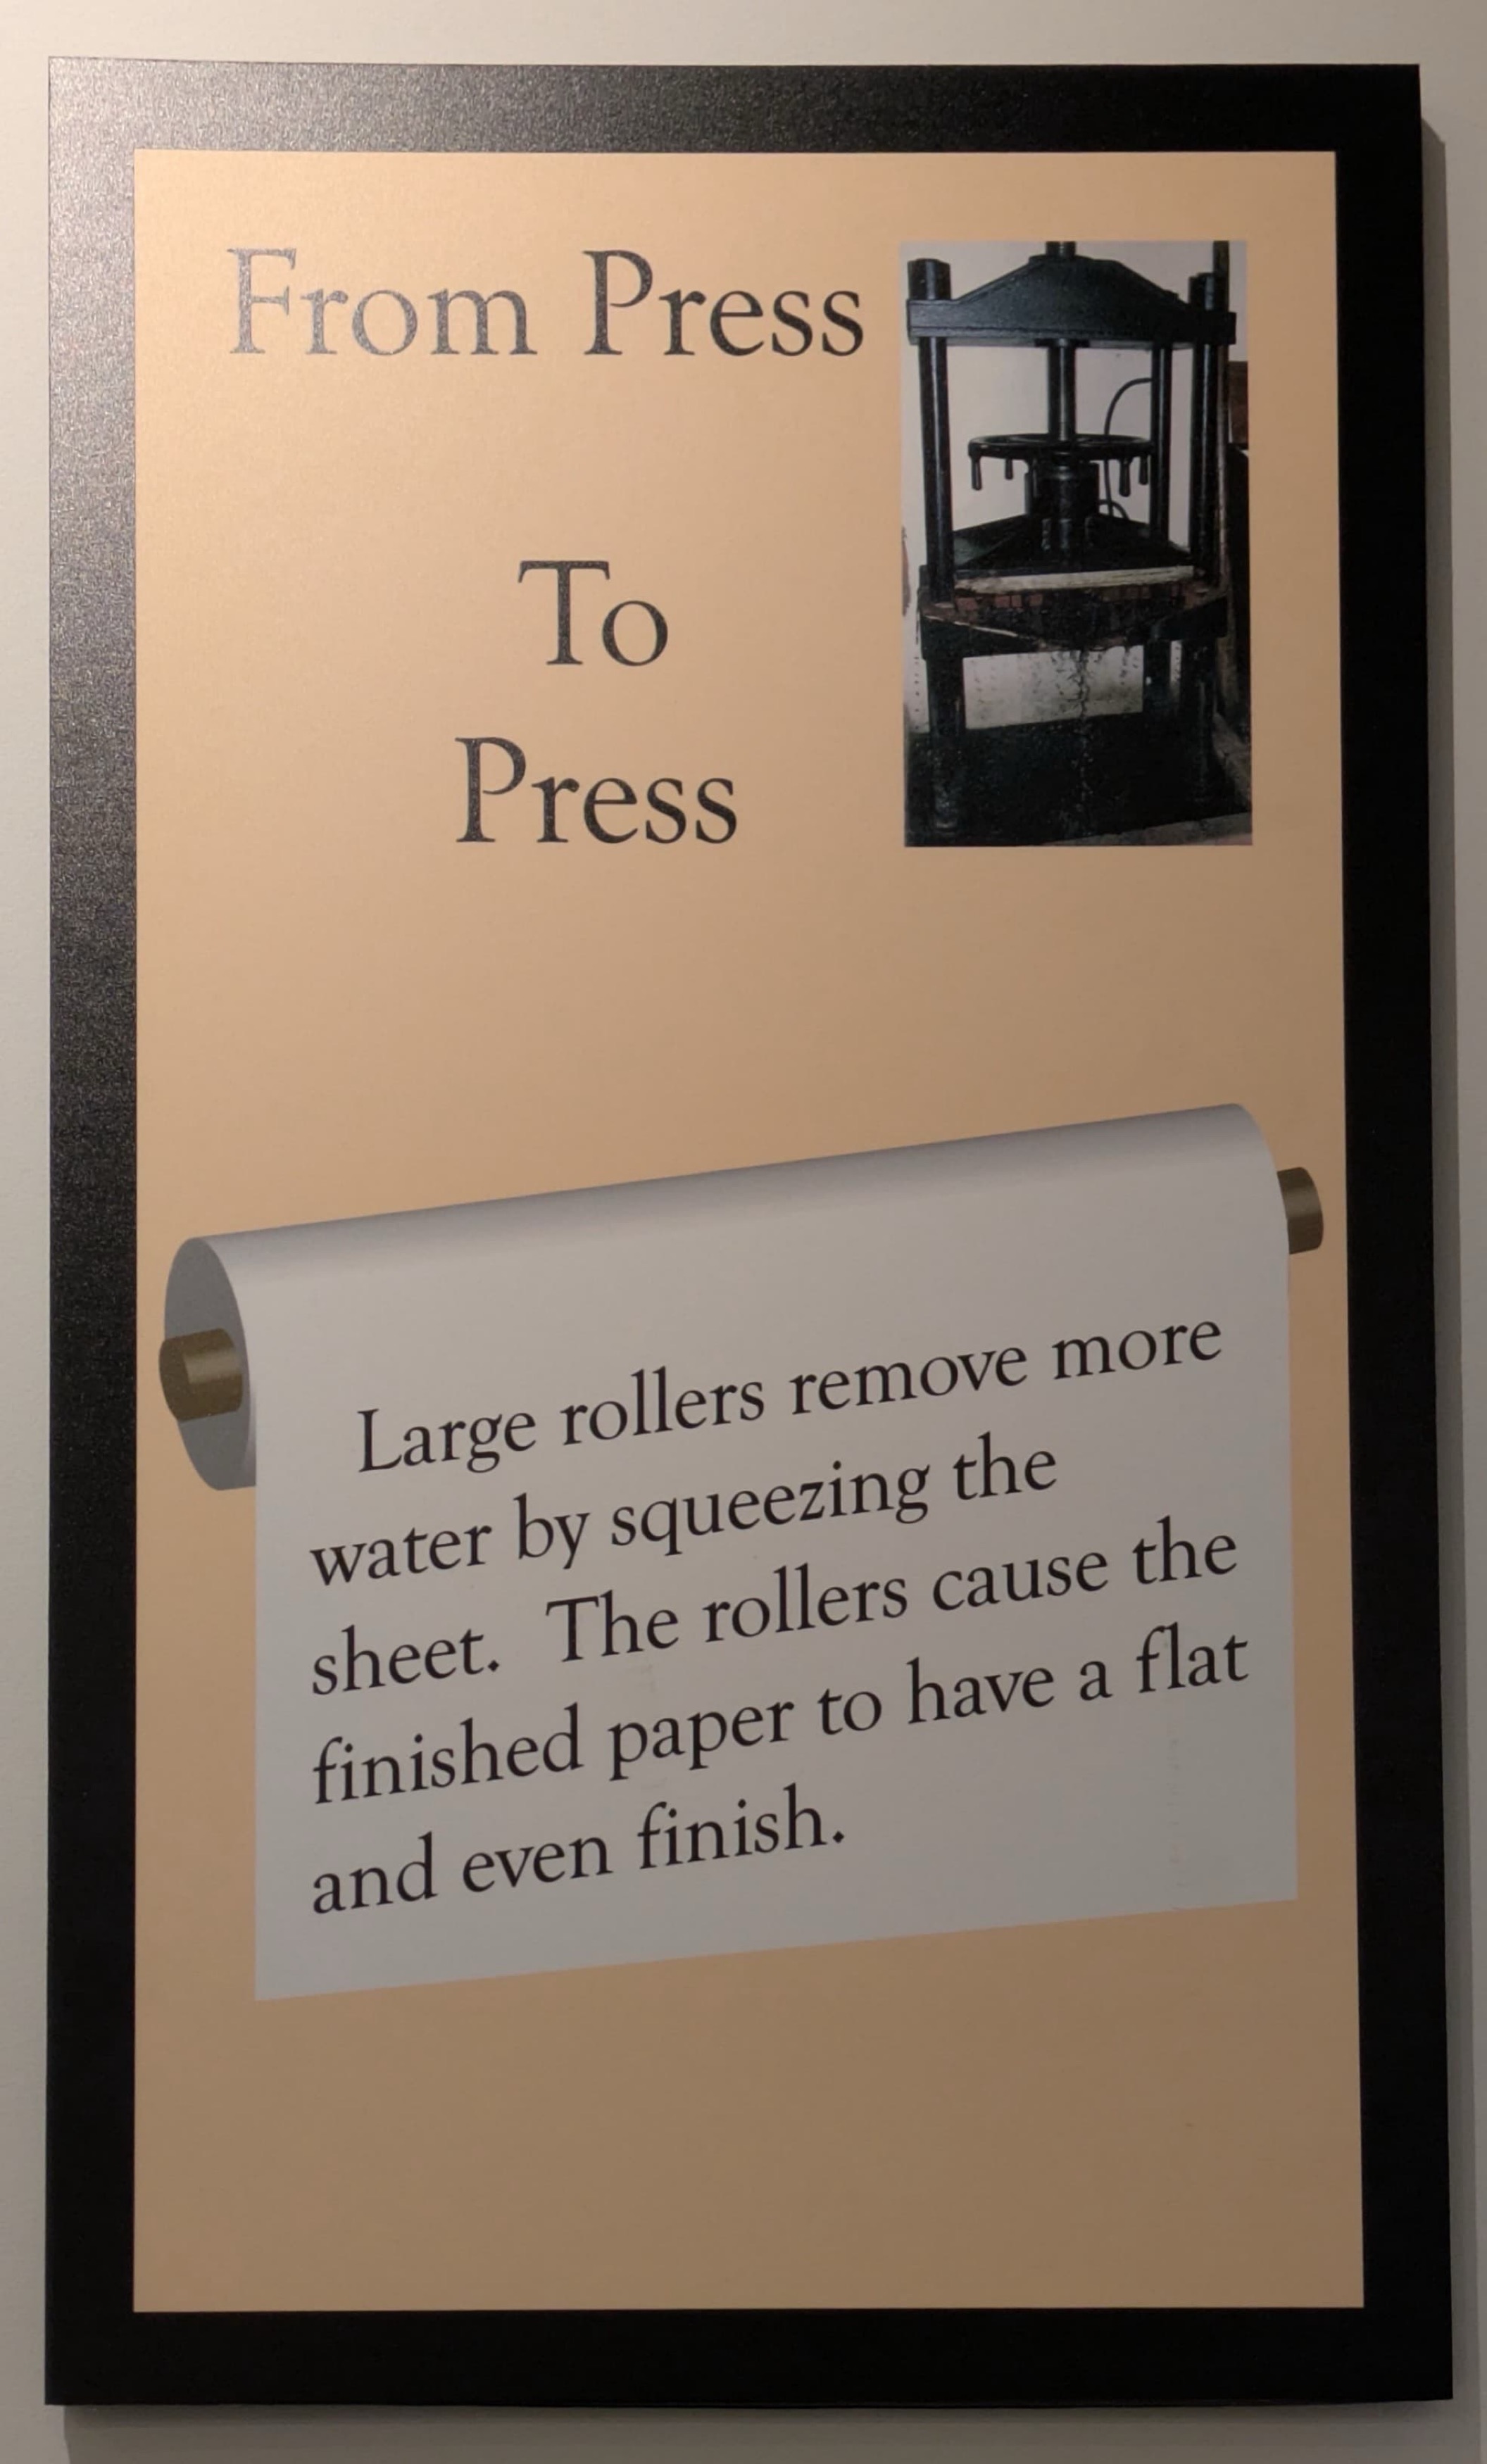 From Press
To
Press
Large rollers remove more
water by squeezing the
sheet.  The rollers cause the
finished paper to have a flat
and even finish.